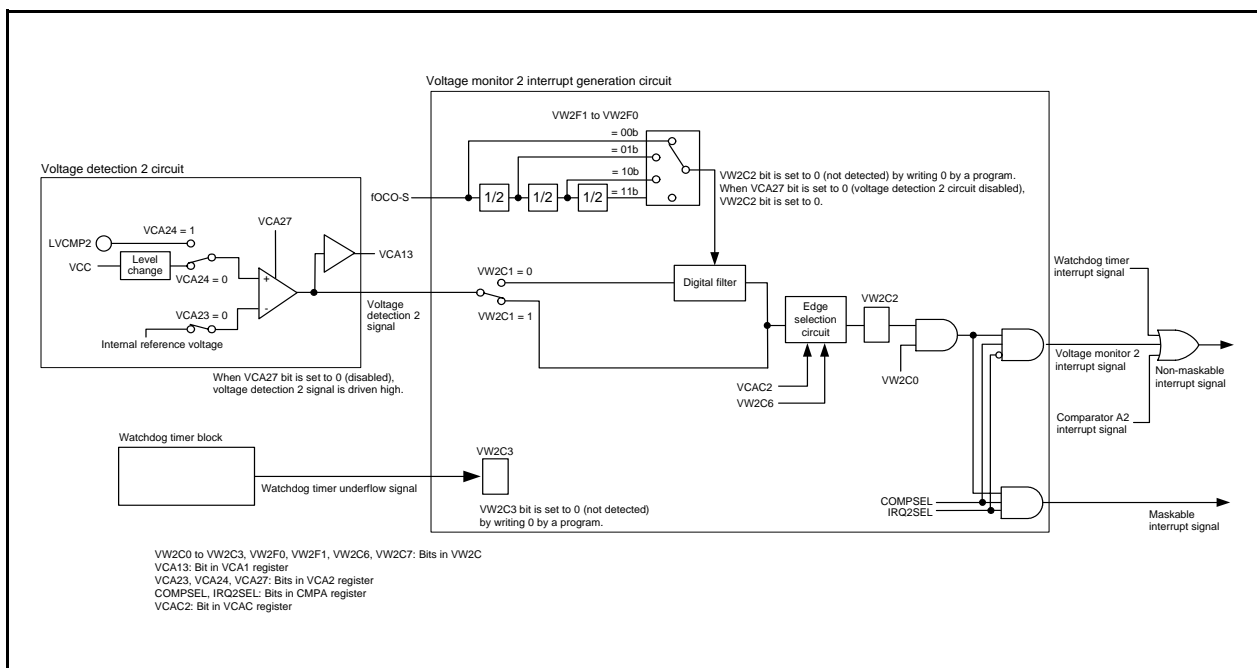 Voltage monitor 2 interrupt generation circuit
VW2F1 to VW2F0
= 00b
= 01b
= 10b
= 11b
fOCO-S
1/2
1/2
1/2
VW2C2 bit is set to 0 (not detected) by writing 0 by a program.
When VCA27 bit is set to 0 (voltage detection 2 circuit disabled),
VW2C2 bit is set to 0.
Voltage detection 2 circuit
VCA27
VCA24 = 1
LVCMP2
VCC
Level
change
VCA24 = 0
+
-
VCA13
VCA23 = 0
Internal reference voltage
Voltage
detection 2
signal
When VCA27 bit is set to 0 (disabled),
voltage detection 2 signal is driven high.
VW2C1 = 0
VW2C1 = 1
Digital filter
Edge
selection
circuit
VCAC2
VW2C6
VW2C2
VW2C0
Watchdog timer
interrupt signal
Voltage monitor 2
interrupt signal
Non-maskable
interrupt signal
Comparator A2
interrupt signal
COMPSEL
IRQ2SEL
Maskable
interrupt signal
Watchdog timer block
Watchdog timer underflow signal
VW2C3
VW2C3 bit is set to 0 (not detected)
by writing 0 by a program.
VW2C0 to VW2C3, VW2F0, VW2F1, VW2C6, VW2C7: Bits in VW2C
VCA13: Bit in VCA1 register
VCA23, VCA24, VCA27: Bits in VCA2 register
COMPSEL, IRQ2SEL: Bits in CMPA register
VCAC2: Bit in VCAC register